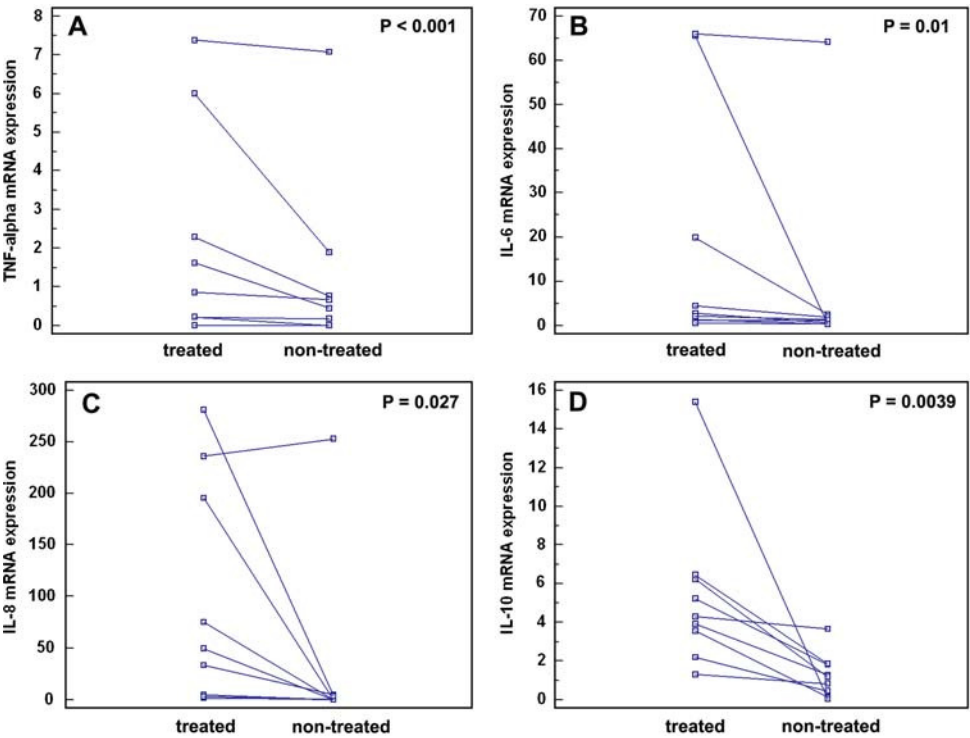 A
P < 0.001
TNF-alpha mRNA expression
8
7
6
5
4
3
2
1
0
treated
non-treated
B
P = 0.01
IL-6 mRNA expression
70
60
50
40
30
20
10
0
treated
non-treated
C
P = 0.027
IL-8 mRNA expression
300
250
200
150
100
50
0
treated
non-treated
D
P = 0.0039
IL-10 mRNA expression
16
14
12
10
8
6
4
2
0
treated
non-treated